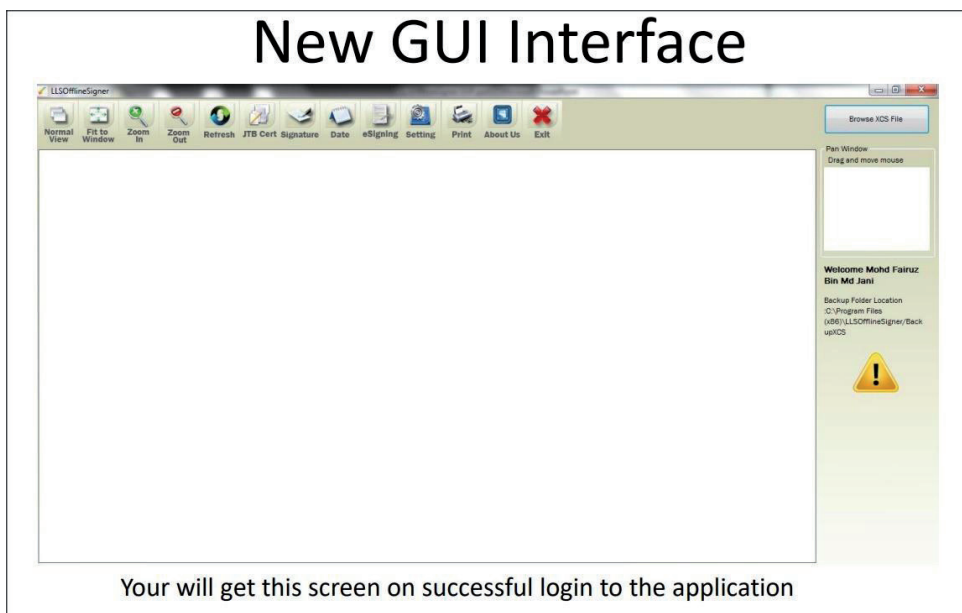 New GUI Interface
LLSOfflineSigner
Normal View Fit to Window Zoom In Zoom Out Refresh JTB Cert Signature Date eSigning Setting Print About Us Exit
Browse XCS File
Pan Window
Drag and move mouse
Welcome Mohd Fairuz
Bin Md Jani
Backup Folder Location
:C:\Program Files
(x86)\LLSOfflineSigner/Back
upXCS
Your will get this screen on successful login to the application